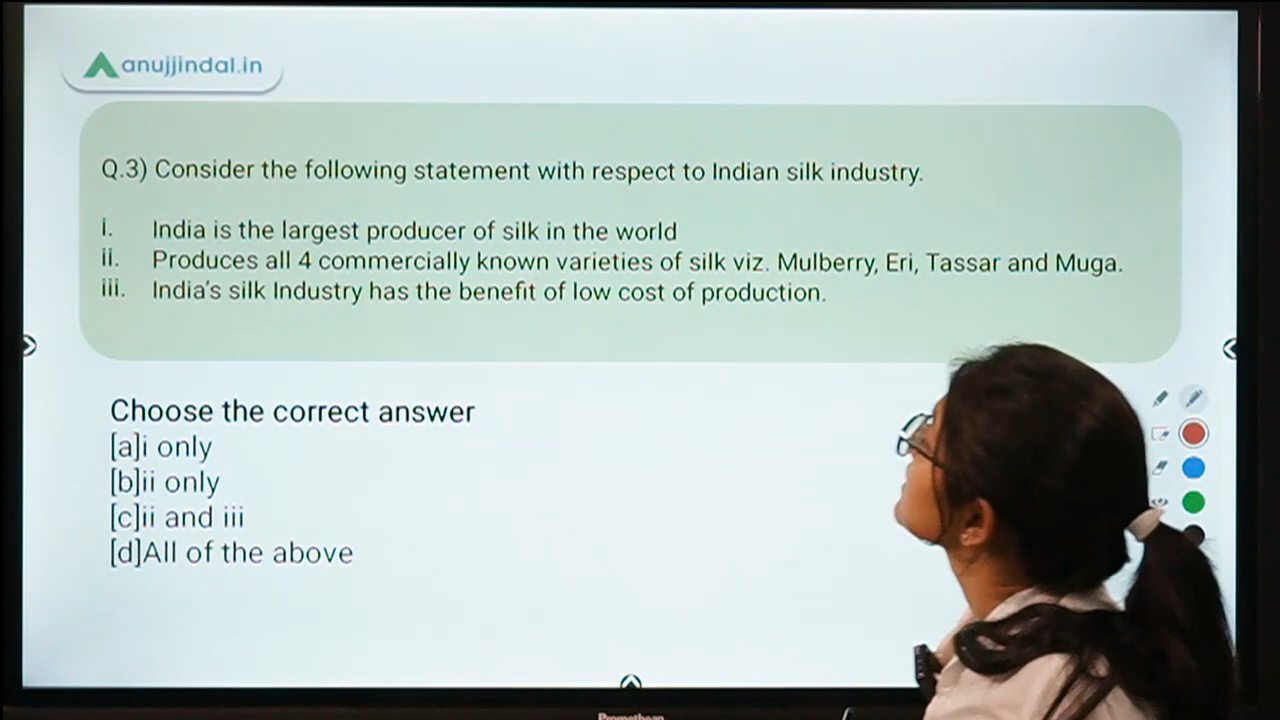 anujjindal.in
Q.3) Consider the following statement with respect to Indian silk industry.
i. India is the largest producer of silk in the world
ii. Produces all 4 commercially known varieties of silk viz. Mulberry, Eri, Tassar and Muga.
iii. India's silk Industry has the benefit of low cost of production.
Choose the correct answer
[a]i only
[b]ii only
[c]ii and iii
[d]All of the above
Promethean